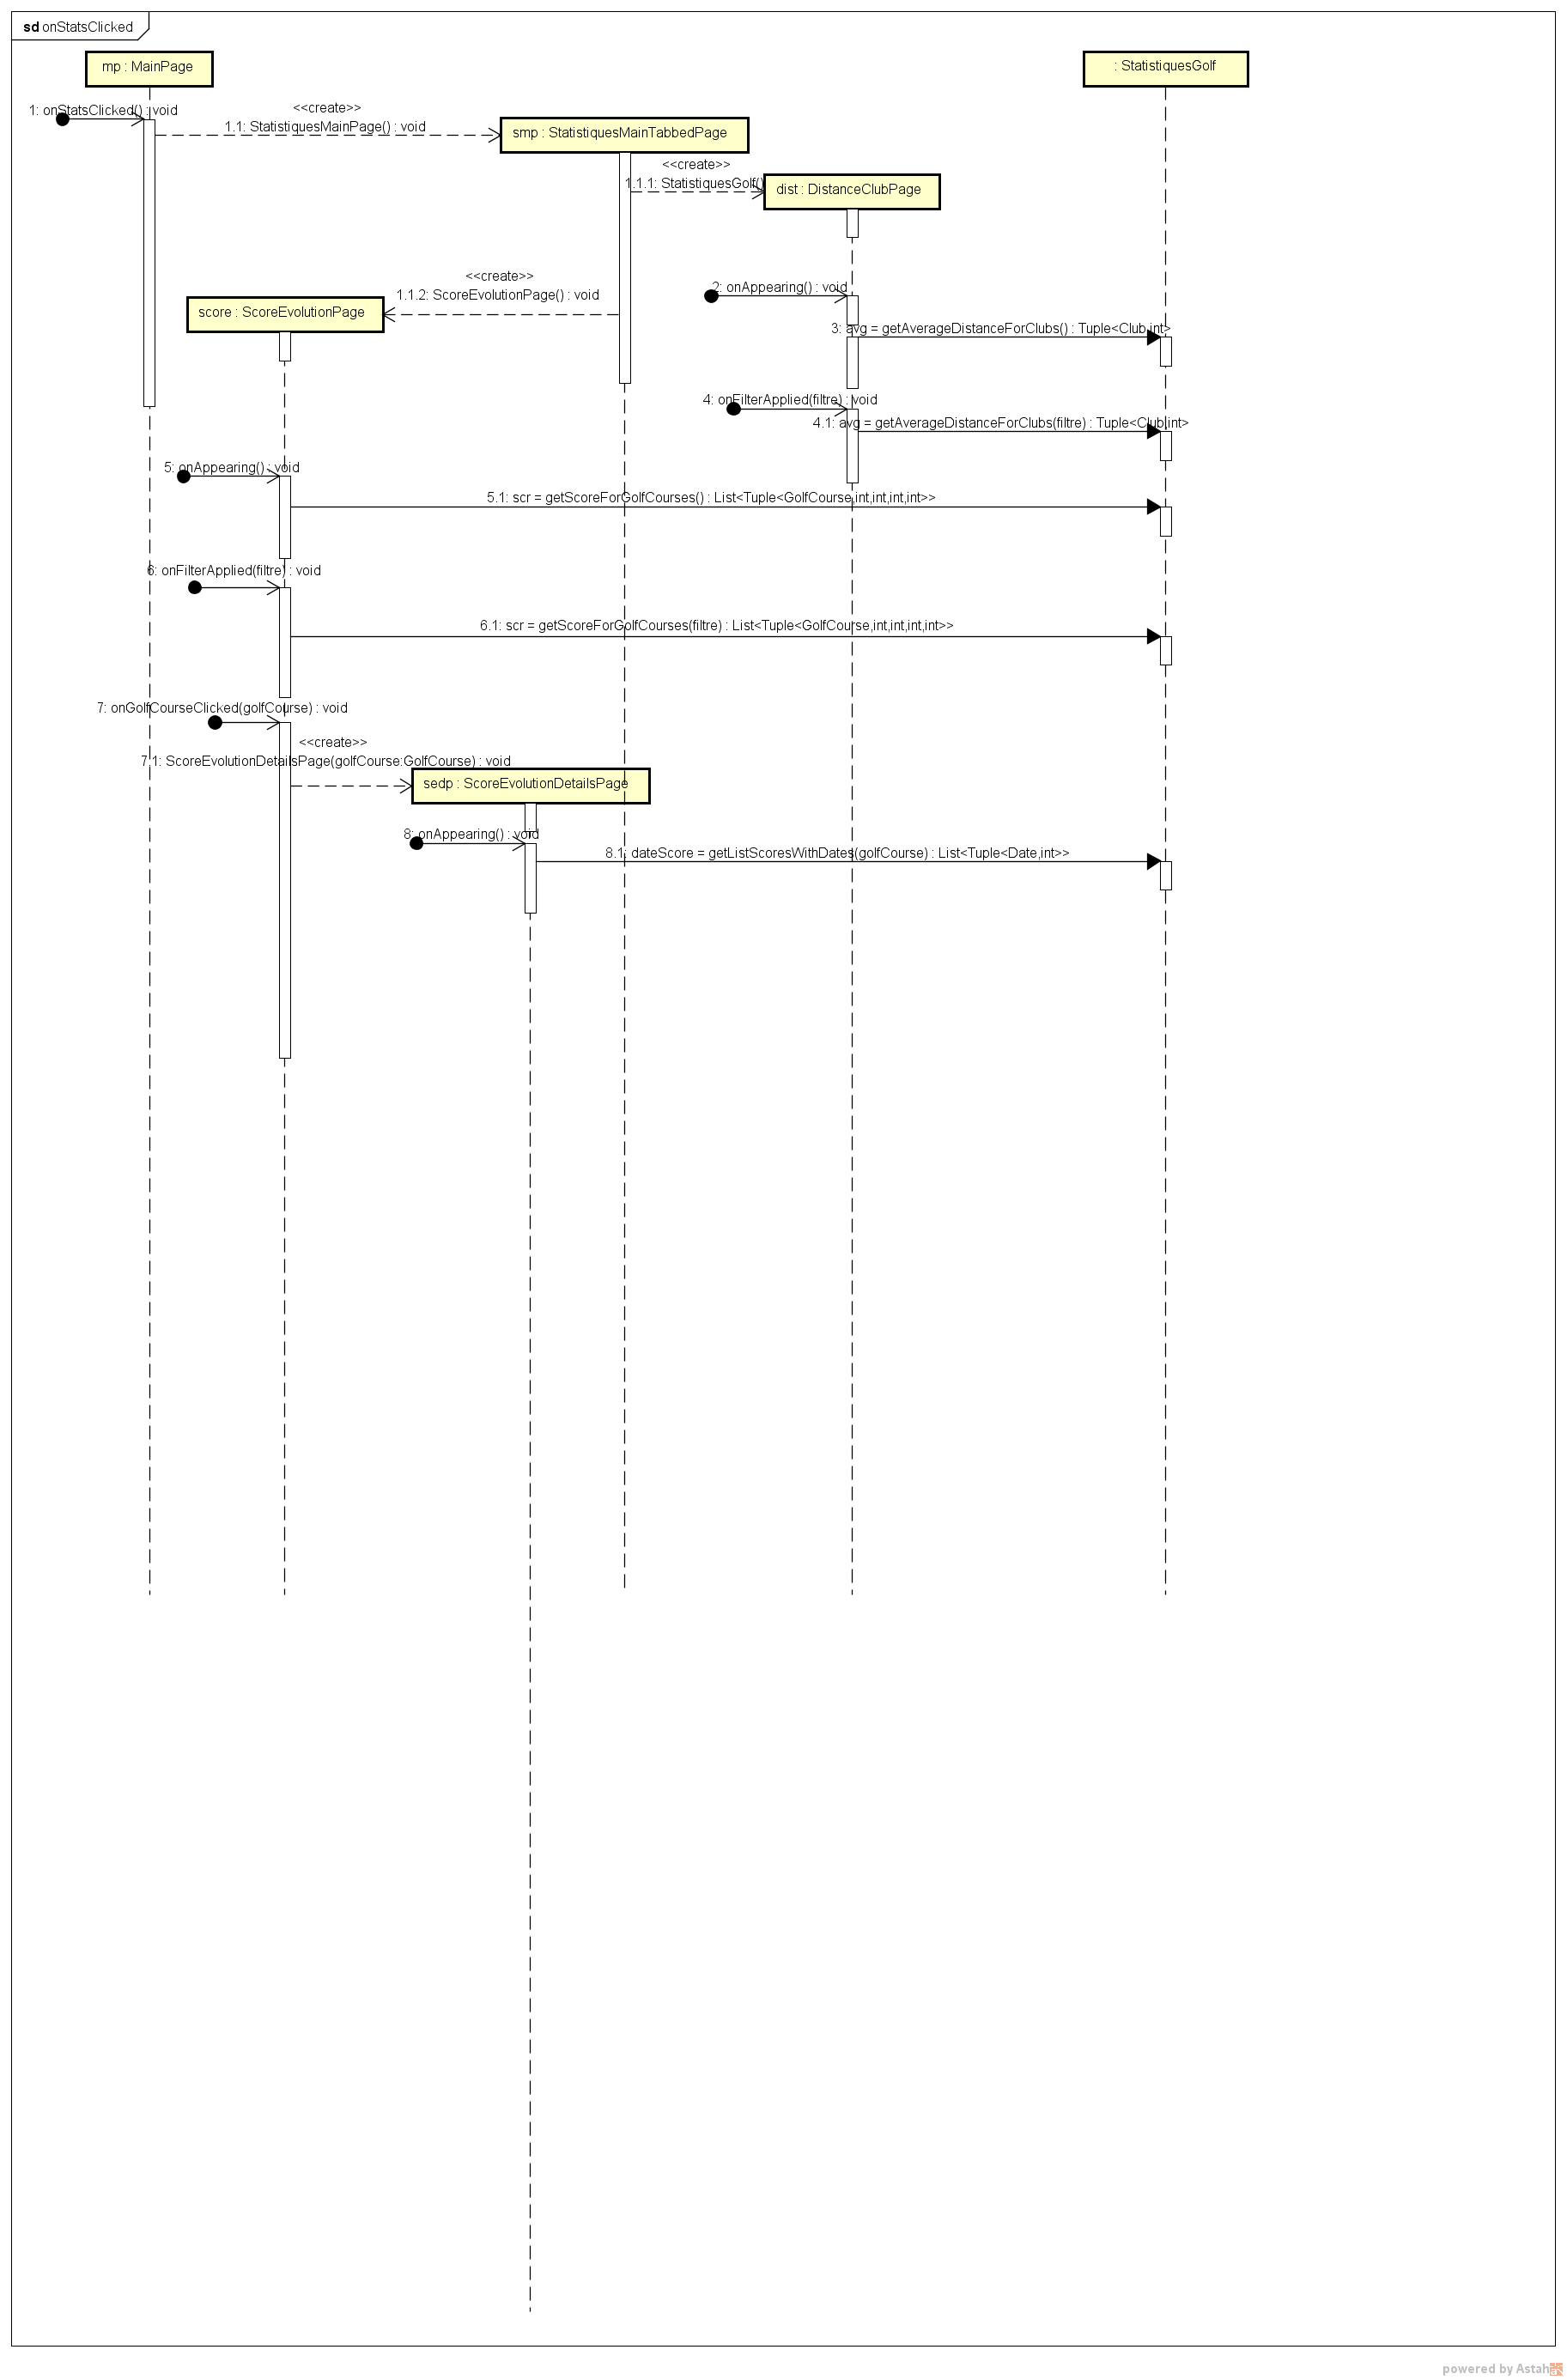 sd onStatsClicked
mp : MainPage
: StatistiquesGolf
1: onStatsClicked() : void
<<create>>
1.1: StatistiquesMainPage() : void
smp : StatistiquesMainTabbedPage
<<create>>
1.1.1: StatistiquesGolf()
dist : DistanceClubPage
<<create>>
1.1.2: ScoreEvolutionPage() : void
2: onAppearing() : void
score : ScoreEvolutionPage
3: avg = getAverageDistanceForClubs() : Tuple<Club,int>
4: onFilterApplied(filtre) : void
4.1: avg = getAverageDistanceForClubs(filtre) : Tuple<Club,int>
5: onAppearing() : void
5.1: scr = getScoreForGolfCourses() : List<Tuple<GolfCourse,int,int,int,int>>
6: onFilterApplied(filtre) : void
6.1: scr = getScoreForGolfCourses(filtre) : List<Tuple<GolfCourse,int,int,int,int>>
7: onGolfCourseClicked(golfCourse) : void
<<create>>
7.1: ScoreEvolutionDetailsPage(golfCourse:GolfCourse) : void
sedp : ScoreEvolutionDetailsPage
8: onAppearing() : void
8.1: dateScore = getListScoresWithDates(golfCourse) : List<Tuple<Date,int>>
powered by Astah